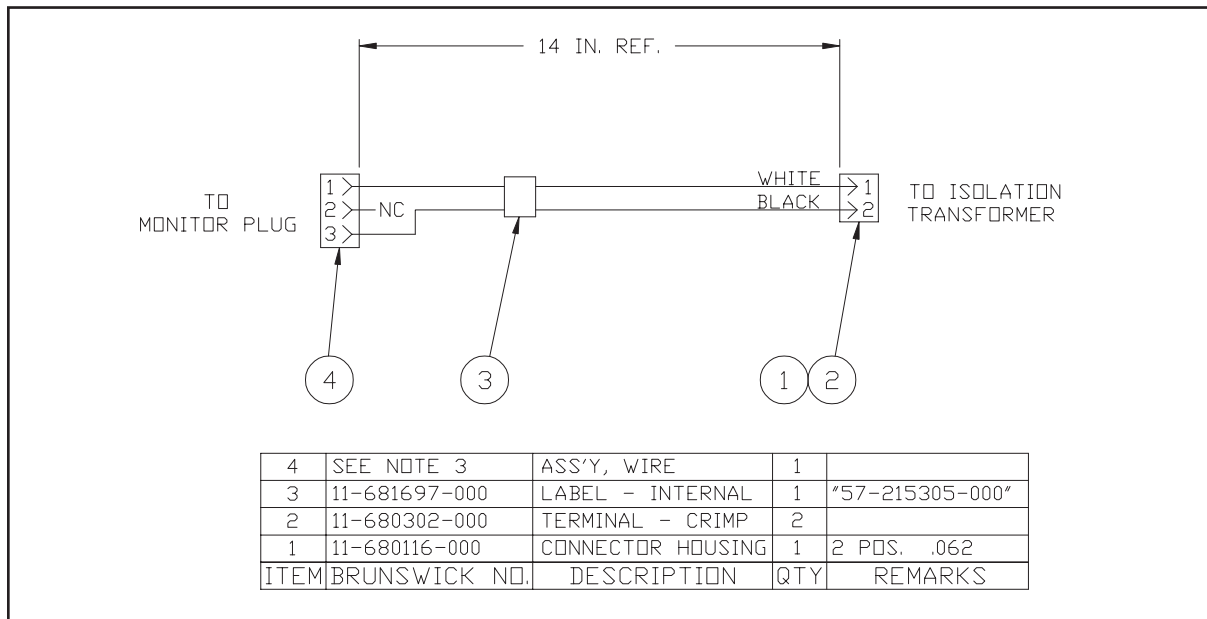 14 IN. REF.
TO
MONITOR PLUG
1
2
3
NC
WHITE
BLACK
1
2
TO ISOLATION
TRANSFORMER
4
3
1
2
4 SEE NOTE 3 ASS'Y, WIRE 1
3 11-681697-000 LABEL - INTERNAL 1 "57-215305-000"
2 11-680302-000 TERMINAL - CRIMP 2
1 11-680116-000 CONNECTOR HOUSING 1 2 POS. .062
ITEM BRUNSWICK NO. DESCRIPTION QTY REMARKS